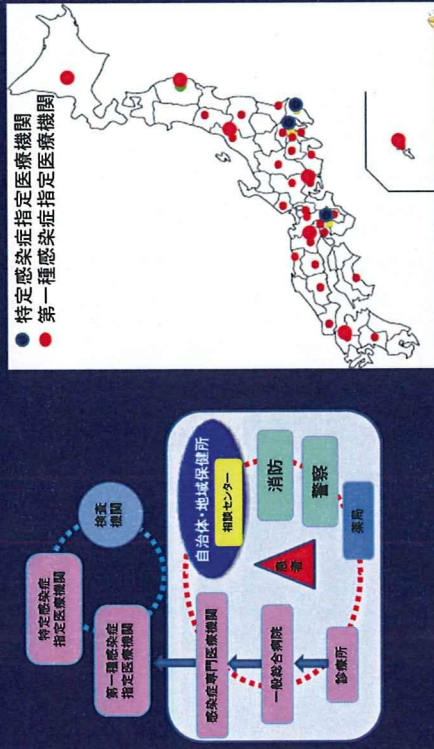 特定感染症指定医療機関
第一種感染症指定医療機関
特定感染症
指定医療機関
検査
機関
第一種感染症
指定医療機関
自治体・地域保健所
相談センター
感染症専門医療機関
消防
患者
一般総合病院
警察
診療所
薬局